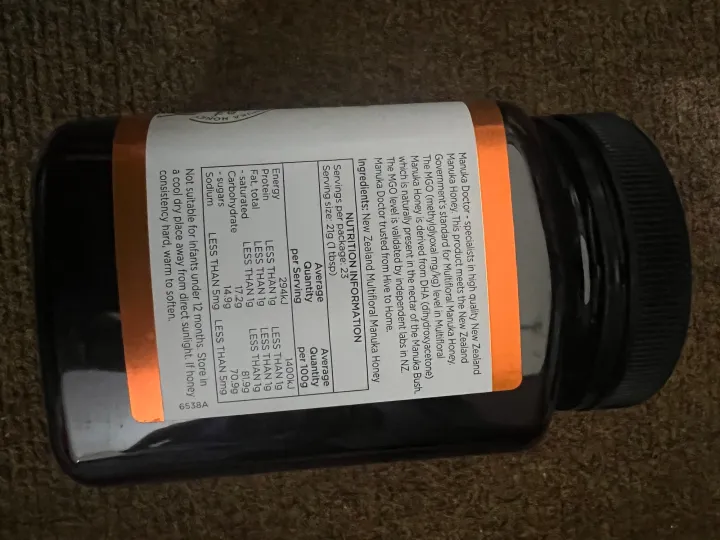 Manuka Doctor - specialists in high quality New Zealand
Manuka Honey. This product meets the New Zealand
Government's standard for Multifloral Manuka Honey.
The MGO (methylglyoxal mg/kg) level in Multifloral
Manuka Honey is derived from DHA (dihydroxyacetone)
which is naturally present in the nectar of the Manuka Bush.
The MGO level is validated by independent labs in NZ.
Manuka Doctor trusted from Hive to Home.
Ingredients: New Zealand Multifloral Manuka Honey
NUTRITION INFORMATION
Servings per package: 23
Serving size: 21g (1 tbsp)
Average Quantity per Serving Average Quantity per 100g
Energy 294kJ 1400kJ
Protein LESS THAN 1g LESS THAN 1g
Fat, total LESS THAN 1g LESS THAN 1g
- saturated LESS THAN 1g LESS THAN 1g
Carbohydrate 17.2g 81.9g
- sugars 14.9g 70.9g
Sodium LESS THAN 5mg LESS THAN 5mg
Not suitable for infants under 12 months. Store in
a cool dry place away from direct sunlight. If honey
consistency hard, warm to soften.
6538A
HONEY